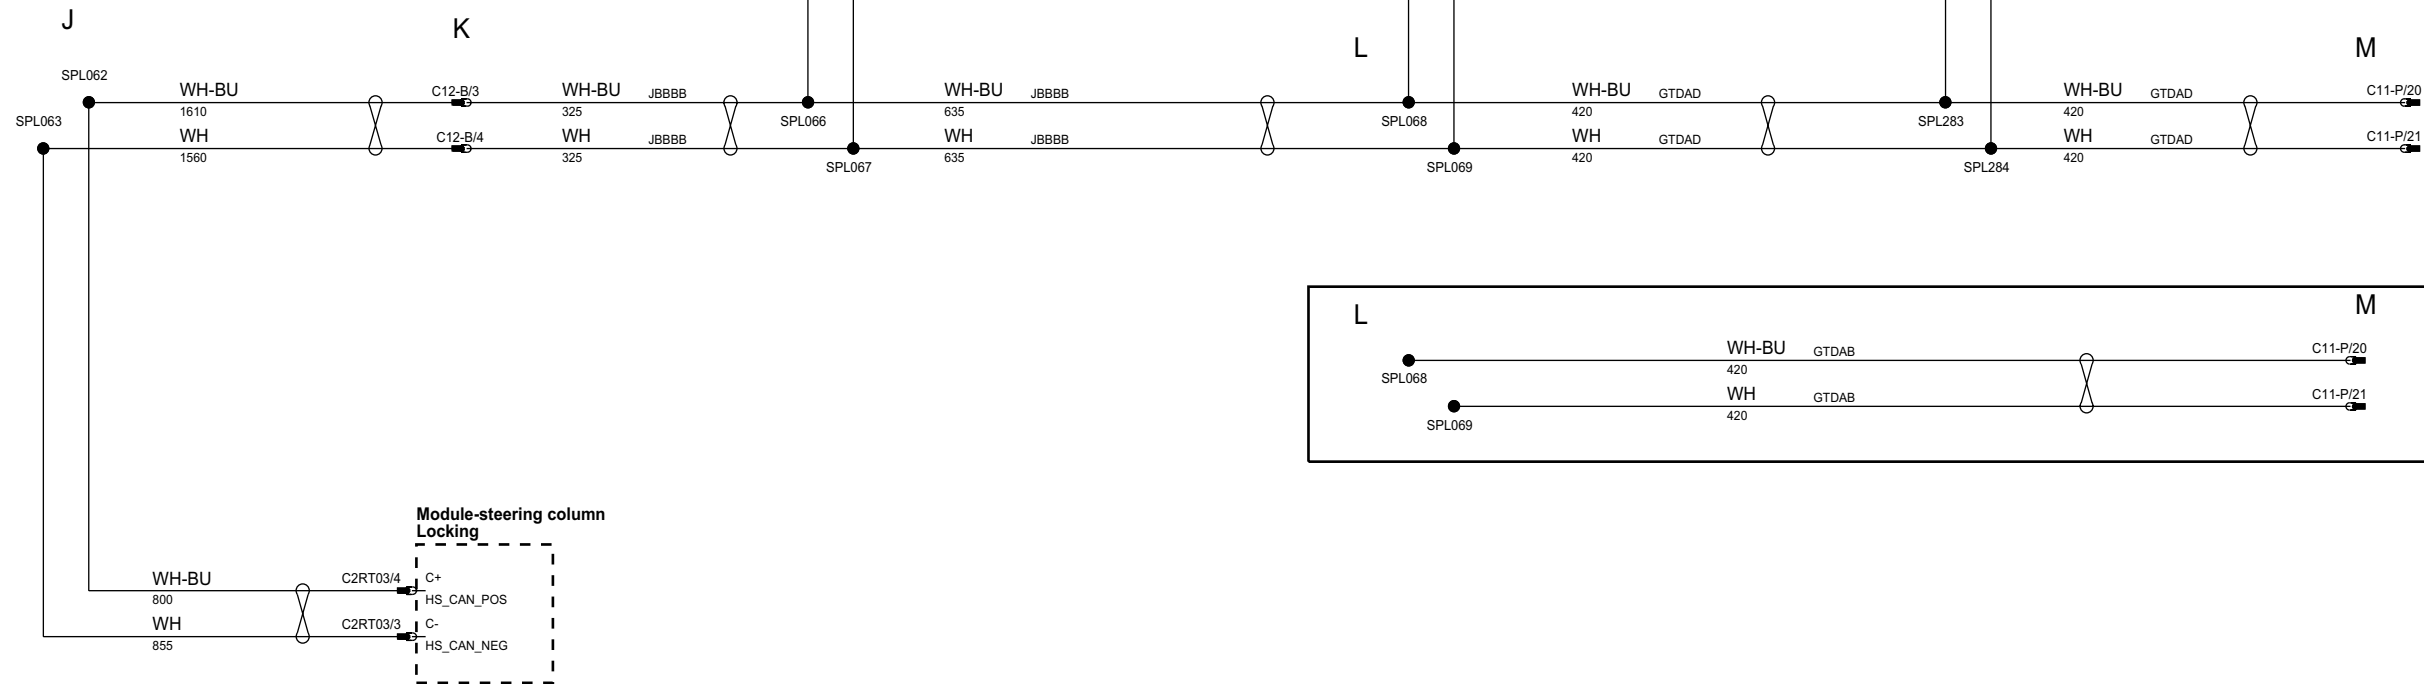 J
K
L
M
SPL062
WH-BU
1610
C12-B/3
WH-BU
JBBBB
325
SPL066
WH-BU
JBBBB
635
SPL068
WH-BU
GTDAD
420
SPL283
WH-BU
GTDAD
420
C11-P/20
SPL063
WH
1560
C12-B/4
WH
JBBBB
325
SPL067
WH
JBBBB
635
SPL069
WH
GTDAD
420
SPL284
WH
GTDAD
420
C11-P/21
L
M
SPL068
WH-BU
GTDAB
420
C11-P/20
SPL069
WH
GTDAB
420
C11-P/21
Module-steering column
Locking
WH-BU
800
C2RT03/4
C+
HS_CAN_POS
WH
855
C2RT03/3
C-
HS_CAN_NEG